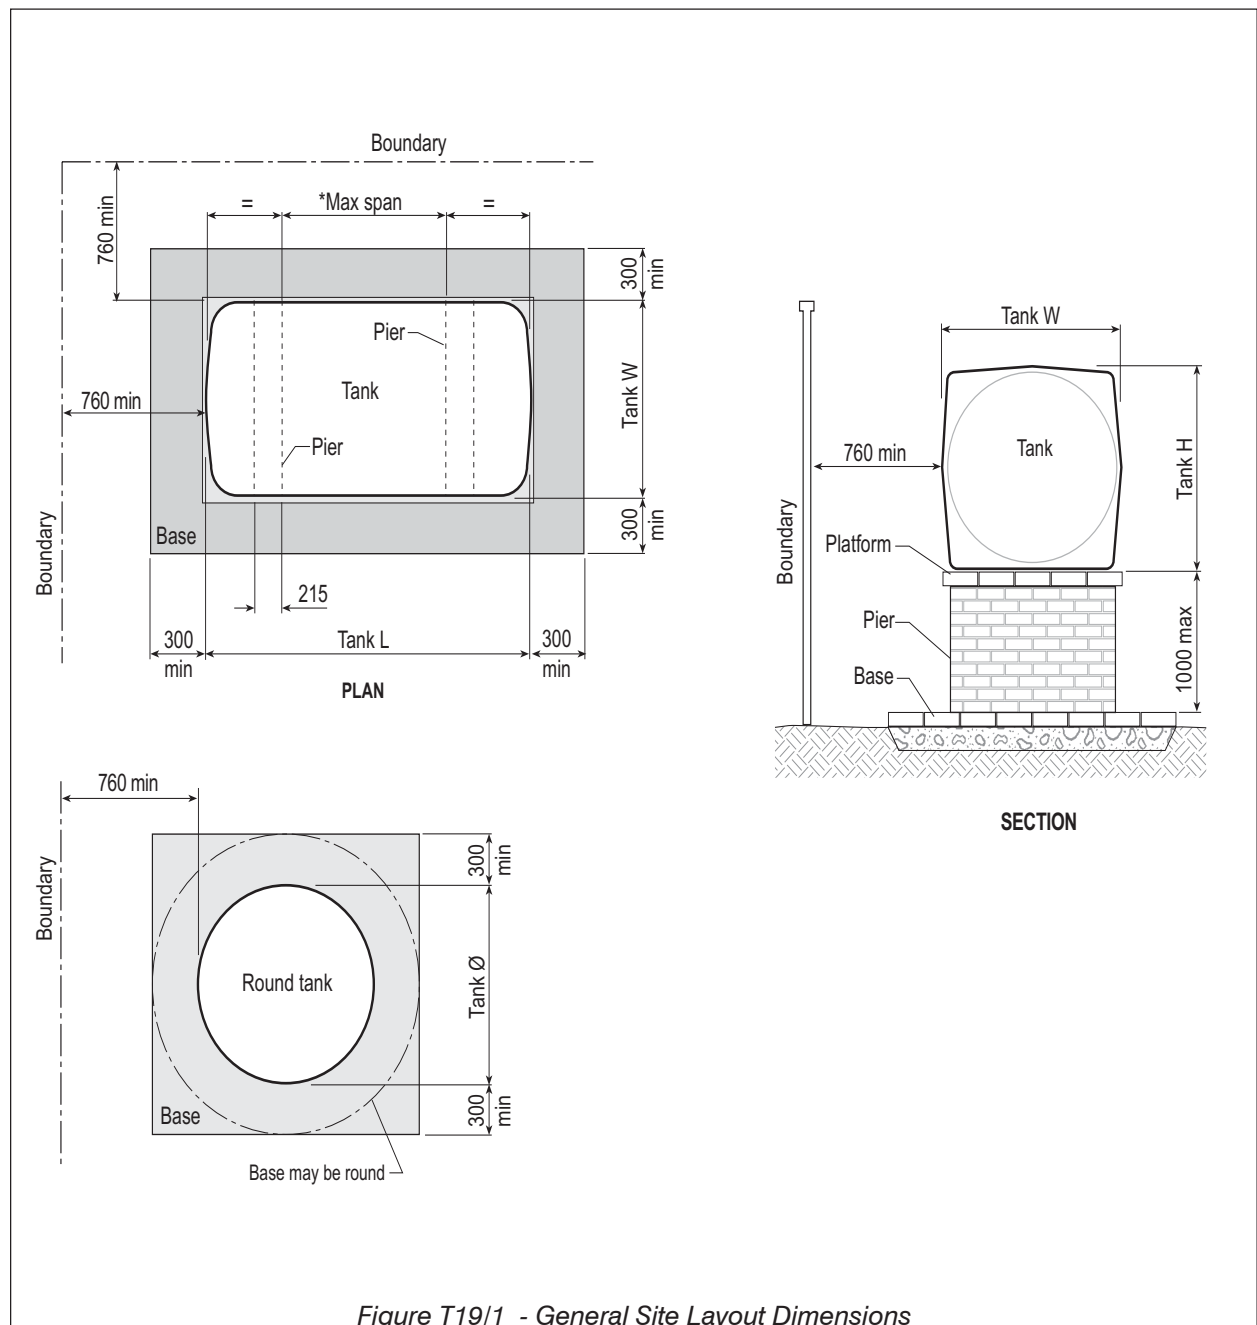 Boundary
760 min
=
*Max span
=
300
min
Pier
Tank
Tank W
760 min
Pier
Boundary
Base
300
min
215
300
min
Tank L
300
min
PLAN
Tank W
760 min
Tank
Tank H
Boundary
Platform
Pier
1000 max
Base
SECTION
760 min
Boundary
300
min
Round tank
Tank Ø
Base
300
min
Base may be round
Figure T19/1 - General Site Layout Dimensions